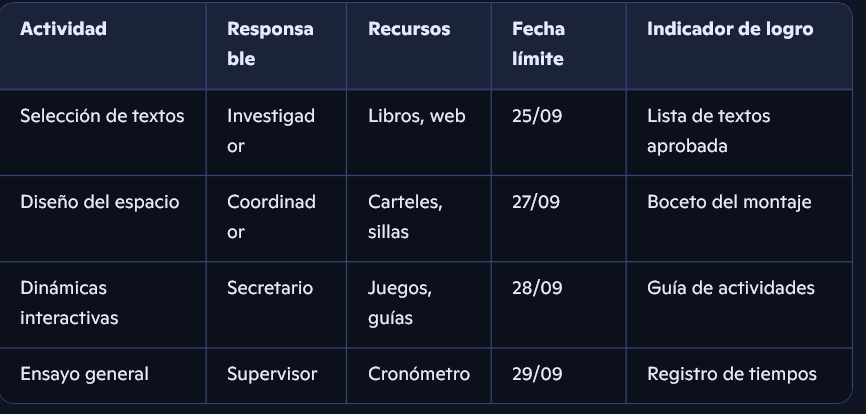 Actividad
Responsa
ble
Recursos
Fecha
límite
Indicador de logro
Selección de textos
Investigad
or
Libros, web
25/09
Lista de textos
aprobada
Diseño del espacio
Coordinad
or
Carteles,
sillas
27/09
Boceto del montaje
Dinámicas
interactivas
Secretario
Juegos,
guías
28/09
Guía de actividades
Ensayo general
Supervisor
Cronómetro
29/09
Registro de tiempos